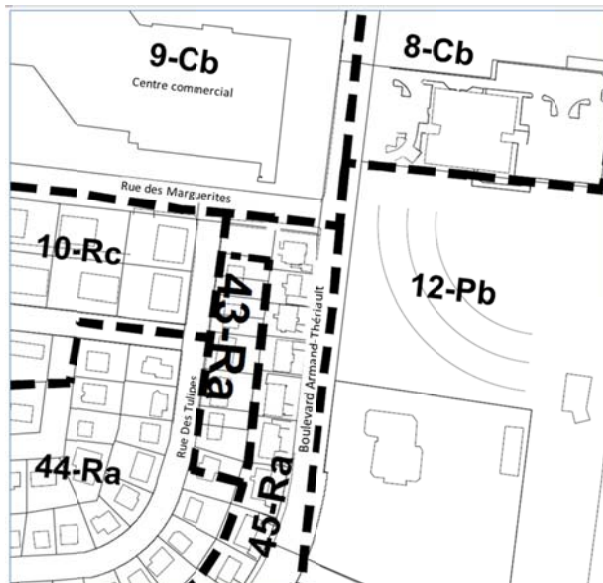 9-Cb
Centre commercial
8-Cb
Rue des Marguerites
10-Rc
43-Ra
12-Pb
Boulevard Armand-Thériault
Rue Des Tulipes
44-Ra
45-Ra